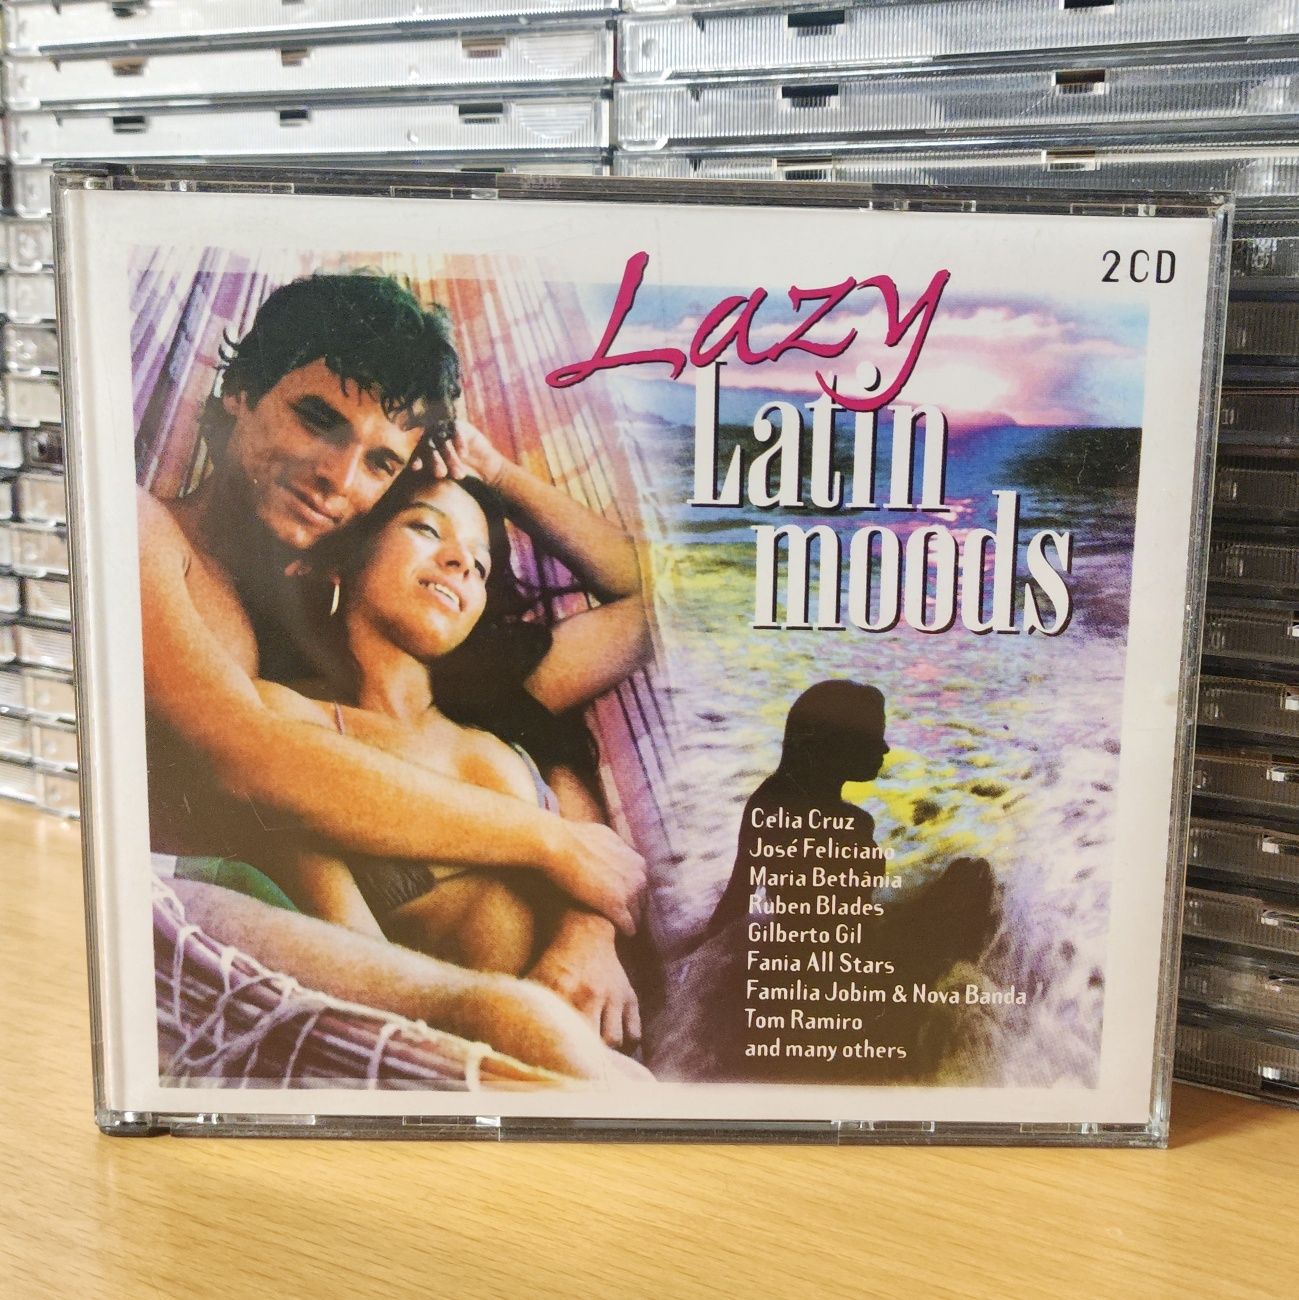 2CD
Lazy
Latin
moods
Celia Cruz
José Feliciano
Maria Bethânia
Ruben Blades
Gilberto Gil
Fania All Stars
Familia Jobim & Nova Banda
Tom Ramiro
and many others